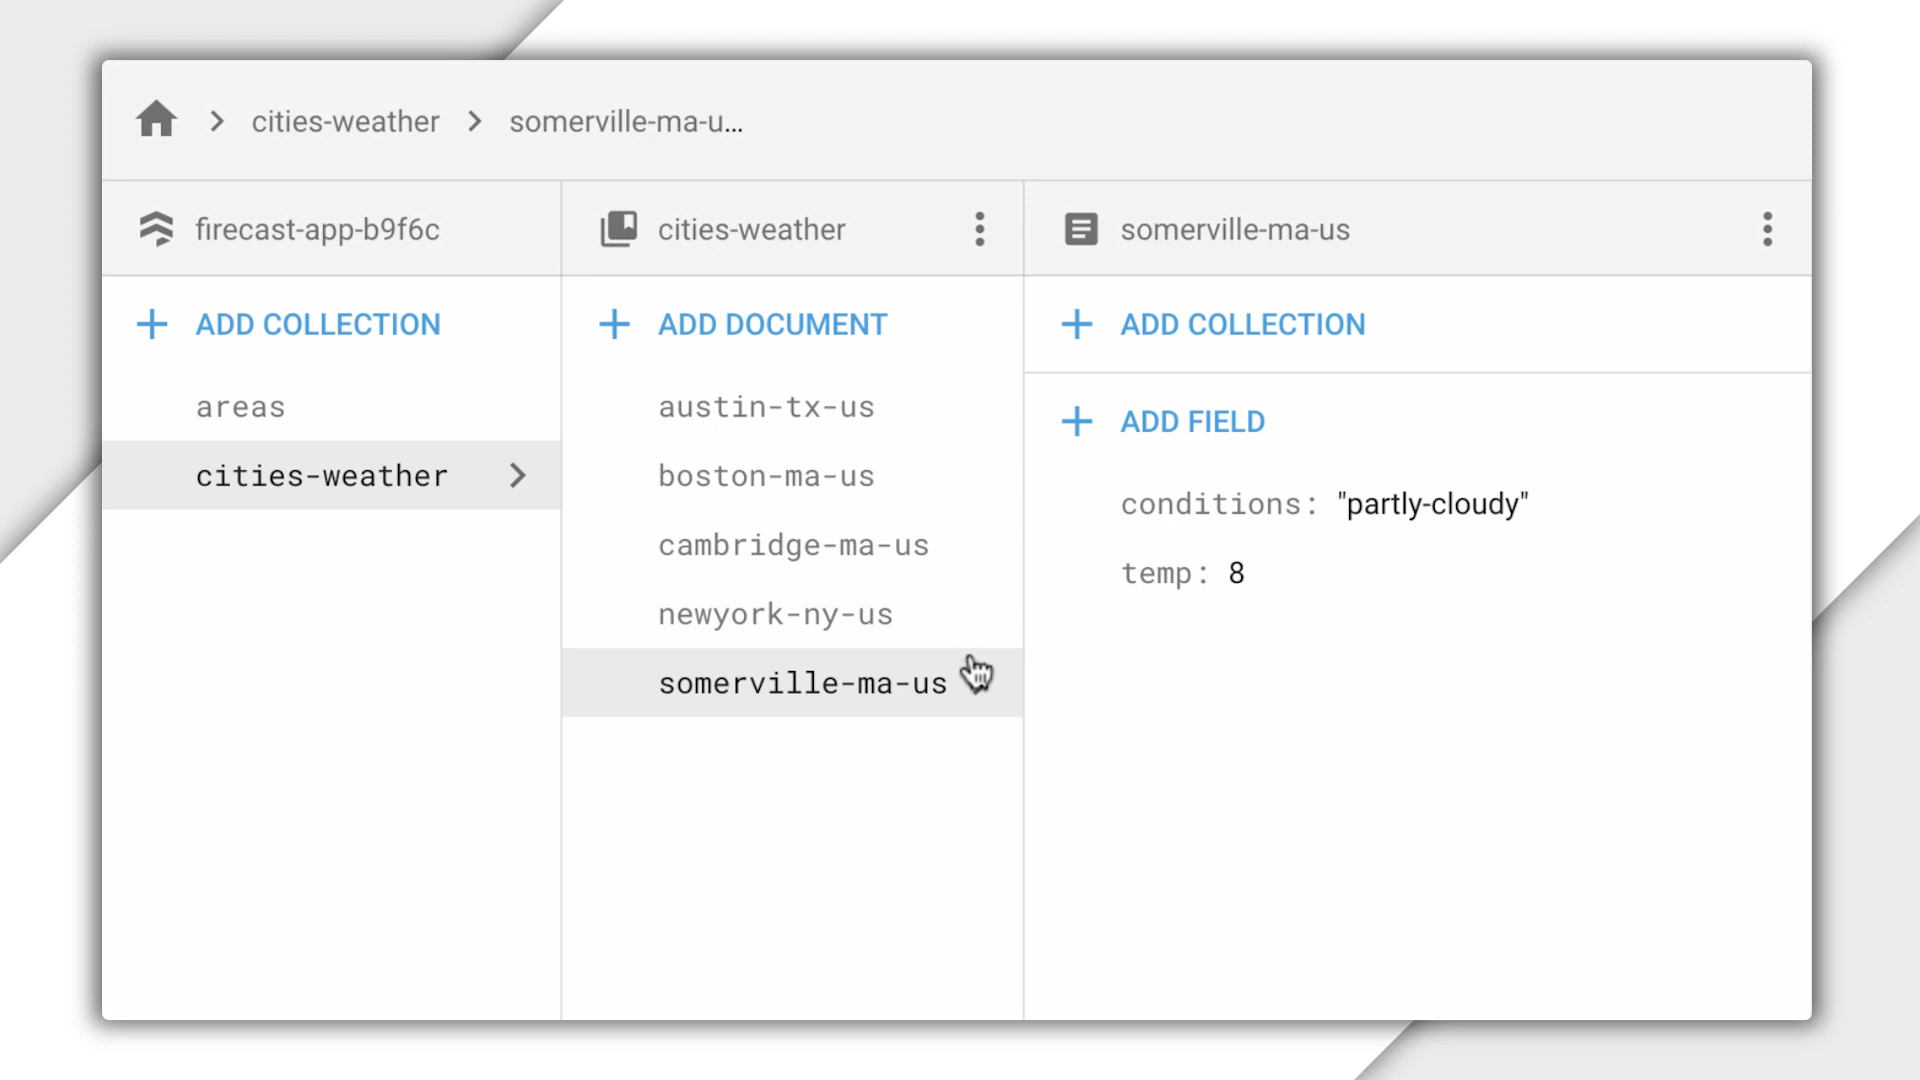 cities-weather
somerville-ma-u...
firecast-app-b9f6c
cities-weather
somerville-ma-us
ADD COLLECTION
areas
cities-weather
ADD DOCUMENT
austin-tx-us
boston-ma-us
cambridge-ma-us
newyork-ny-us
somerville-ma-us
ADD COLLECTION
ADD FIELD
conditions: "partly-cloudy"
temp: 8